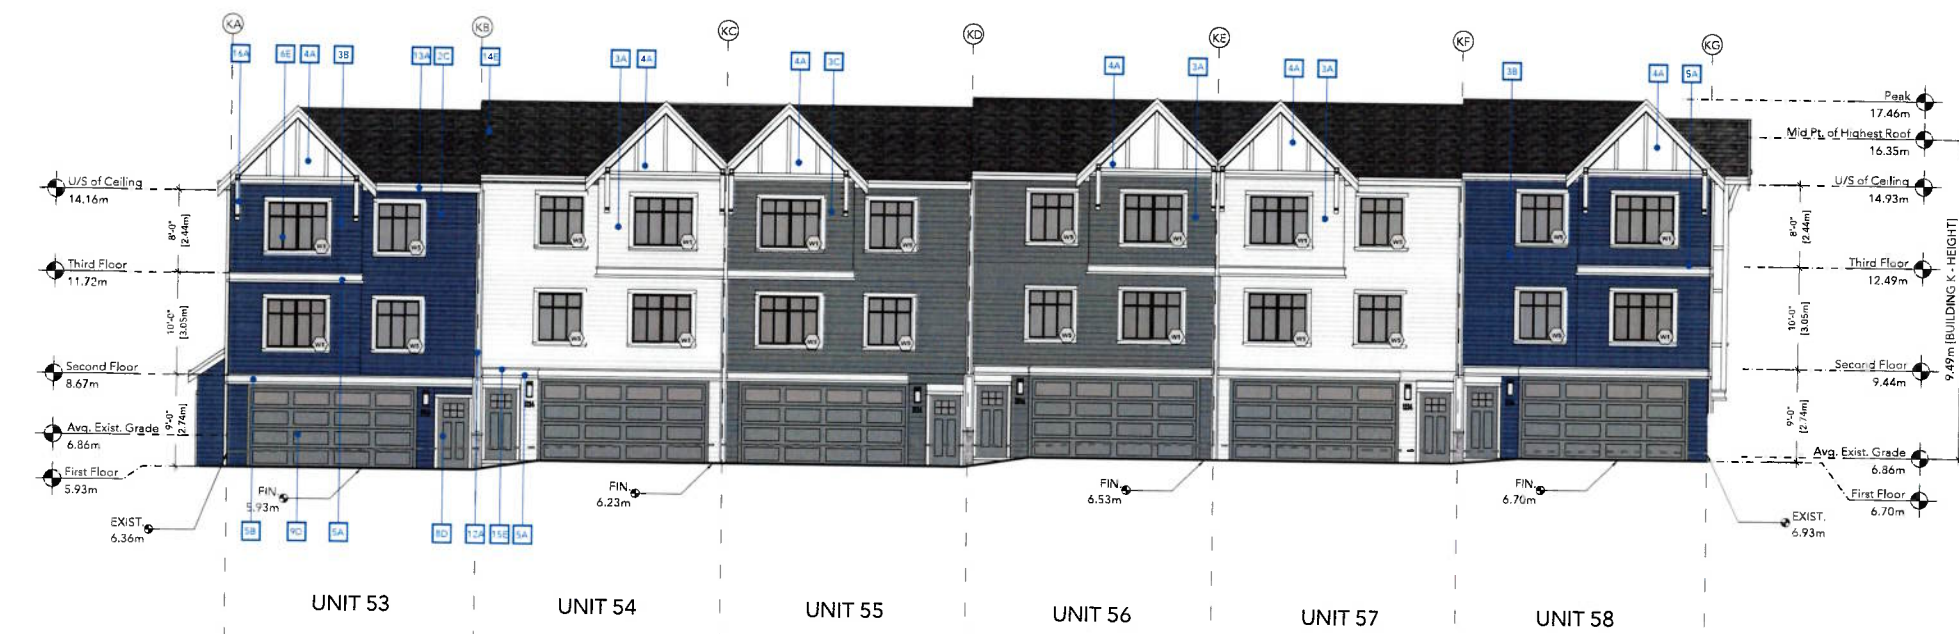 KA KB KC KD KE KF KG
16A 6E 4A 3B 13A 2C 14E 3A 4A 4A 3C 4A 3A 4A 3A 3B 4A 5A
Peak
17.46m
Mid Pt. of Highest Roof
16.35m
U/S of Ceiling
14.16m
U/S of Ceiling
14.93m
8'-0"
[2.44m]
8'-0"
[2.44m]
Third Floor
11.72m
Third Floor
12.49m
10'-0"
[3.05m]
10'-0"
[3.05m]
9.49m [BUILDING K - HEIGHT]
Second Floor
8.67m
Second Floor
9.44m
9'-0"
[2.74m]
9'-0"
[2.74m]
Avg. Exist. Grade
6.86m
Avg. Exist. Grade
6.86m
First Floor
5.93m
First Floor
6.70m
FIN.
5.93m
FIN.
6.23m
FIN.
6.53m
FIN.
6.70m
EXIST.
6.36m
EXIST.
6.93m
5B 9D 5A 8D 12A 15E 5A
UNIT 53 UNIT 54 UNIT 55 UNIT 56 UNIT 57 UNIT 58